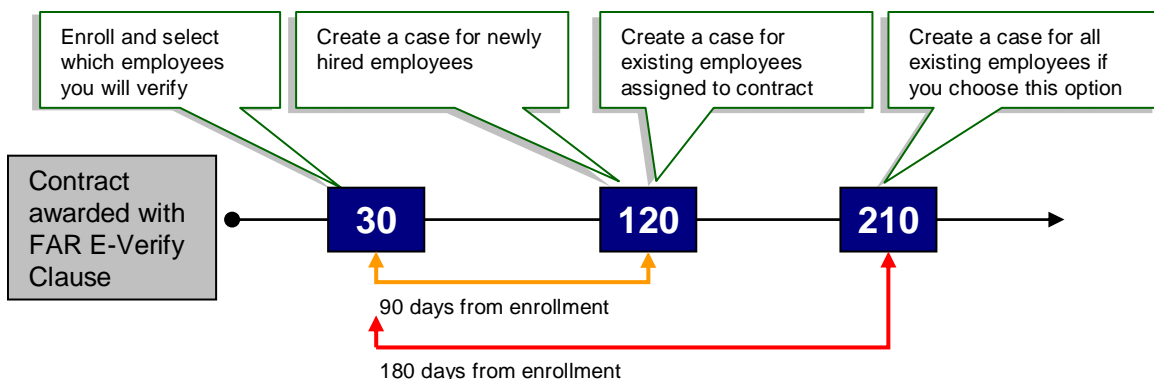 Enroll and select
which employees
you will verify
Create a case for newly
hired employees
Create a case for
existing employees
assigned to contract
Create a case for all
existing employees if
you choose this option
Contract
awarded with
FAR E-Verify
Clause
30
120
210
90 days from enrollment
180 days from enrollment